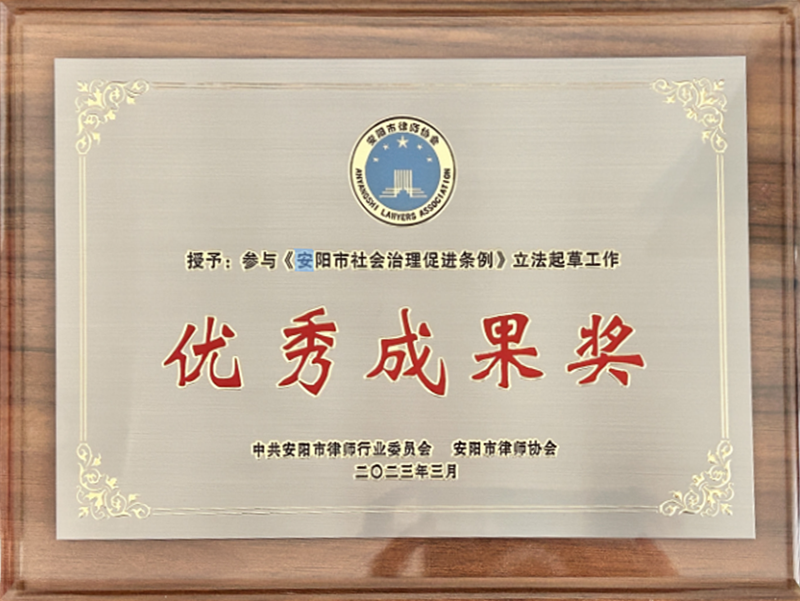 安阳市律师协会
ANYANGSHI LAWYERS ASSOCIATION
授予：参与《安阳市社会治理促进条例》立法起草工作
优秀成果奖
中共安阳市律师行业委员会 安阳市律师协会
二〇二三年三月